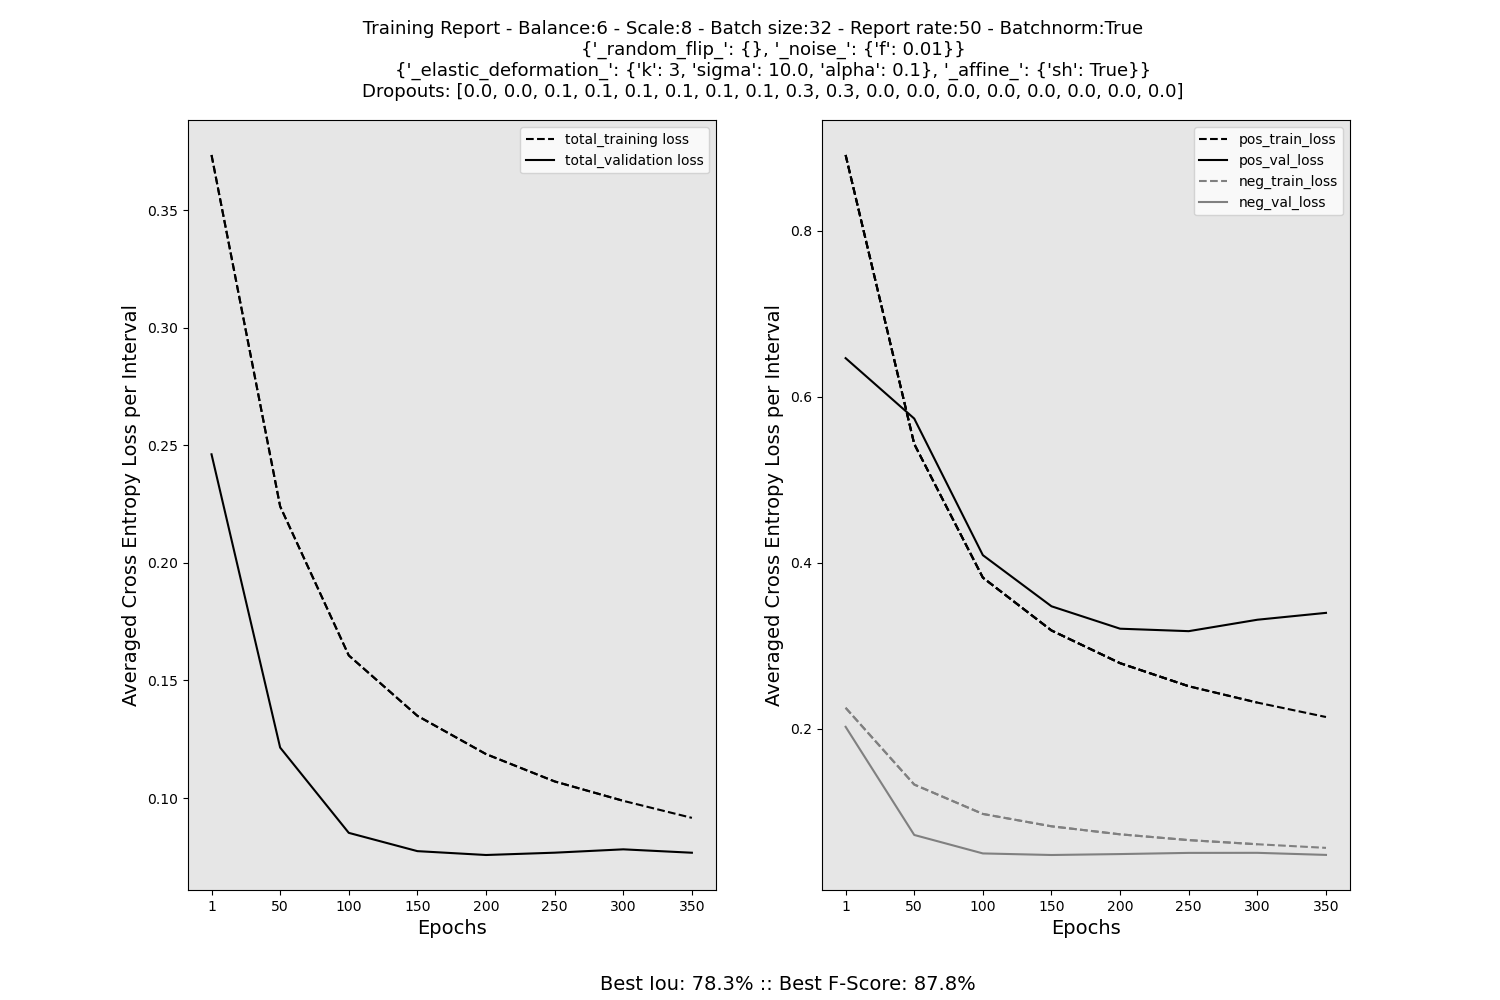 Training Report - Balance:6 - Scale:8 - Batch size:32 - Report rate:50 - Batchnorm:True
{'_random_flip_': {}, '_noise_': {'f': 0.01}}
{'_elastic_deformation_': {'k': 3, 'sigma': 10.0, 'alpha': 0.1}, '_affine_': {'sh': True}}
Dropouts: [0.0, 0.0, 0.1, 0.1, 0.1, 0.1, 0.1, 0.1, 0.3, 0.3, 0.0, 0.0, 0.0, 0.0, 0.0, 0.0, 0.0, 0.0]
total_training loss
total_validation loss
Averaged Cross Entropy Loss per Interval
0.35
0.30
0.25
0.20
0.15
0.10
1 50 100 150 200 250 300 350
Epochs
pos_train_loss
pos_val_loss
neg_train_loss
neg_val_loss
Averaged Cross Entropy Loss per Interval
0.8
0.6
0.4
0.2
1 50 100 150 200 250 300 350
Epochs
Best Iou: 78.3% :: Best F-Score: 87.8%